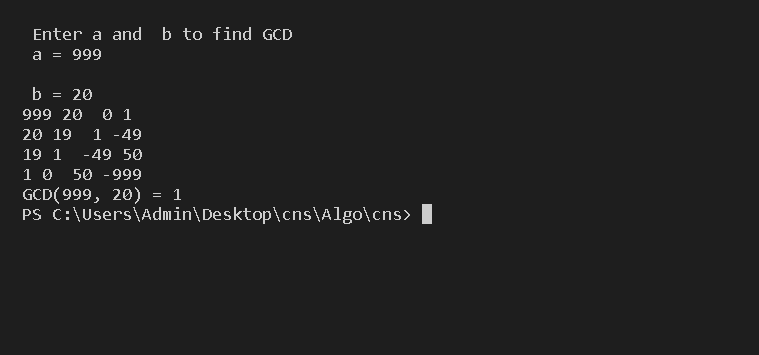 Enter a and  b to find GCD
a = 999
b = 20
999 20  0 1
20 19  1 -49
19 1  -49 50
1 0  50 -999
GCD(999, 20) = 1
PS C:\Users\Admin\Desktop\cns\Algo\cns>